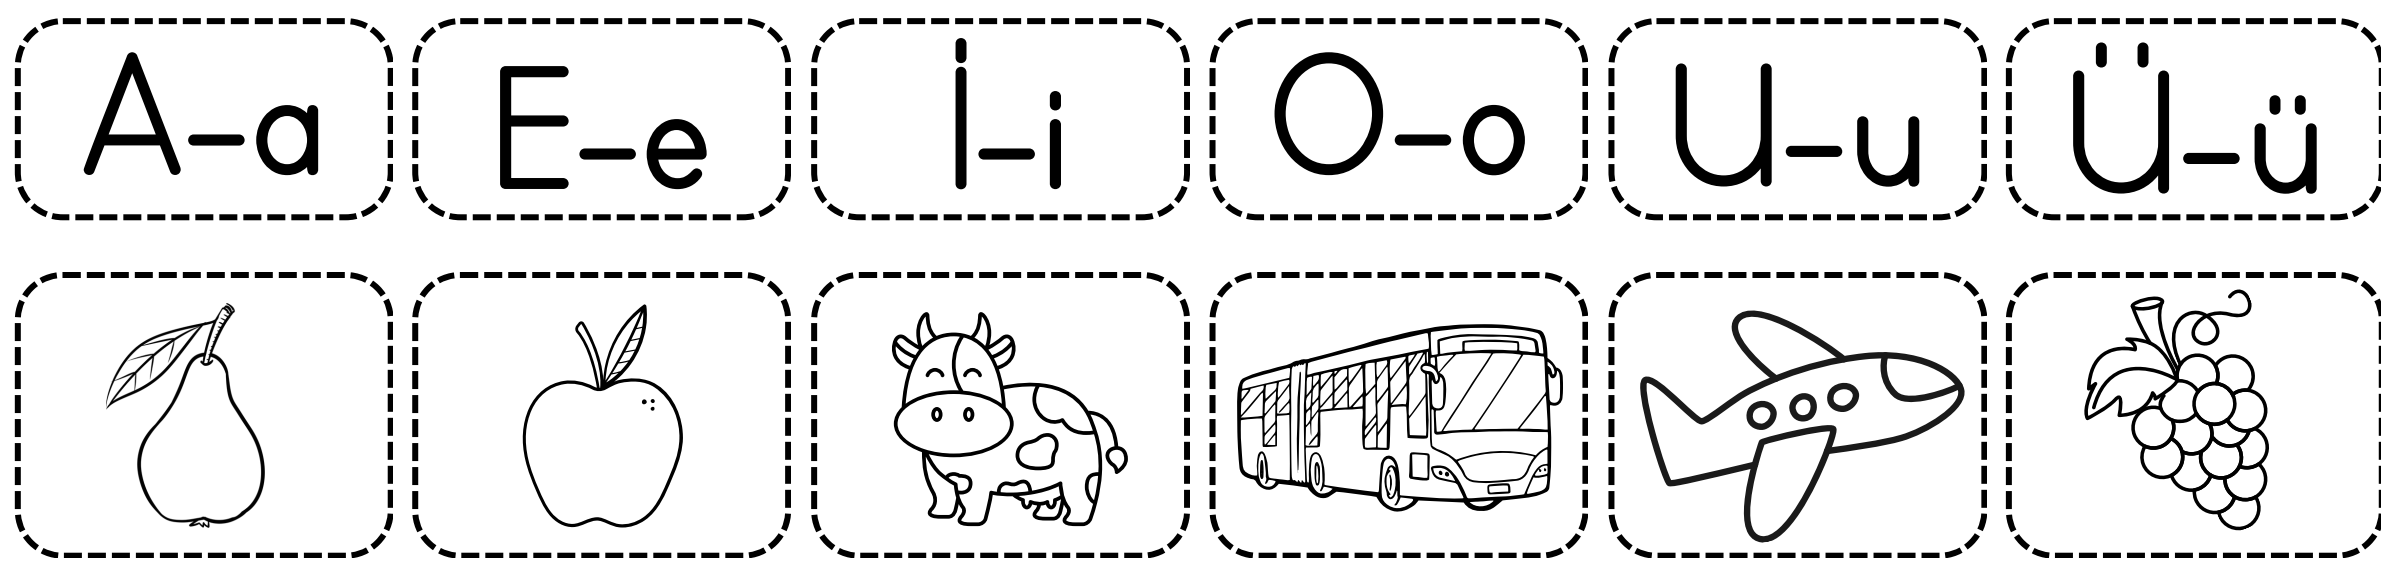 A-a E-e İ-i O-o U-u Ü-ü